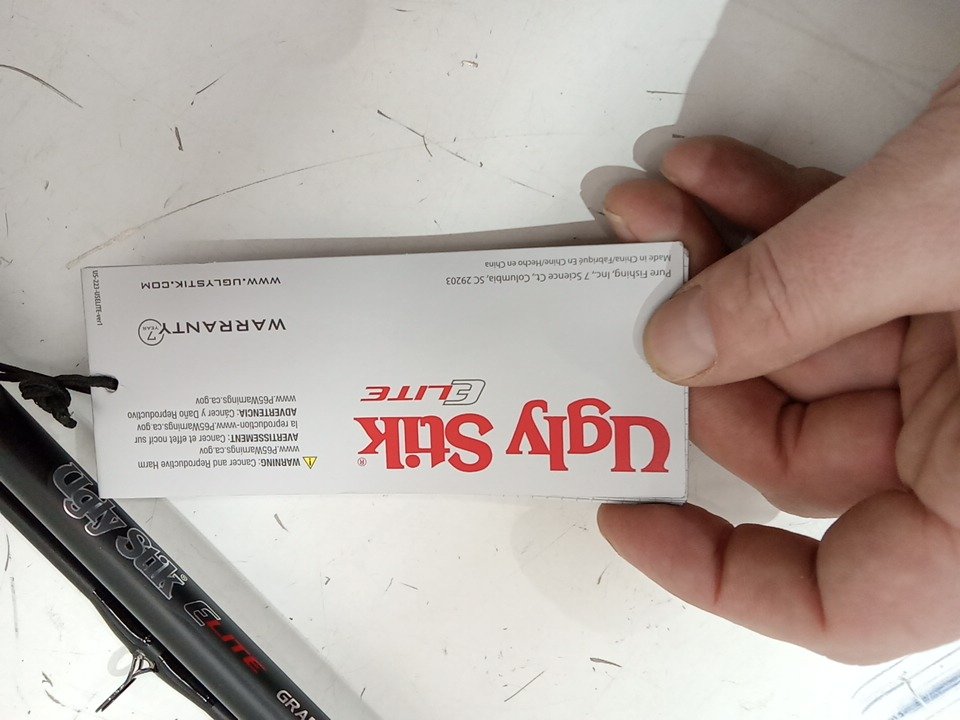 Ugly Stik®
ELITE
Pure Fishing, Inc., 7 Science Ct., Columbia, SC 29203
Made in China/Fabriqué En Chine/Hecho en China
WARNING: Cancer and Reproductive Harm
www.P65Warnings.ca.gov
AVERTISSEMENT: Cancer et effet nocif sur
la reproduction-www.P65Warnings.ca.gov
ADVERTENCIA: Cáncer y Daño Reproductivo
www.P65Warnings.ca.gov
WARRANTY
7
YEAR
WWW.UGLYSTIK.COM
Ugly Stik
ELITE